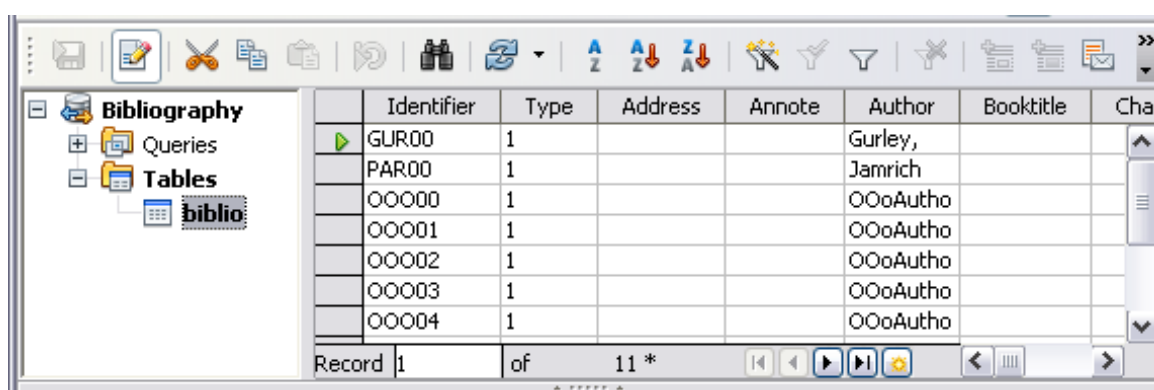 Bibliography
Queries
Tables
biblio
Identifier Type Address Annote Author Booktitle Cha
GUR00 1 Gurley,
PAR00 1 Jamrich
OOO00 1 OOoAutho
OOO01 1 OOoAutho
OOO02 1 OOoAutho
OOO03 1 OOoAutho
OOO04 1 OOoAutho
Record 1 of 11 *